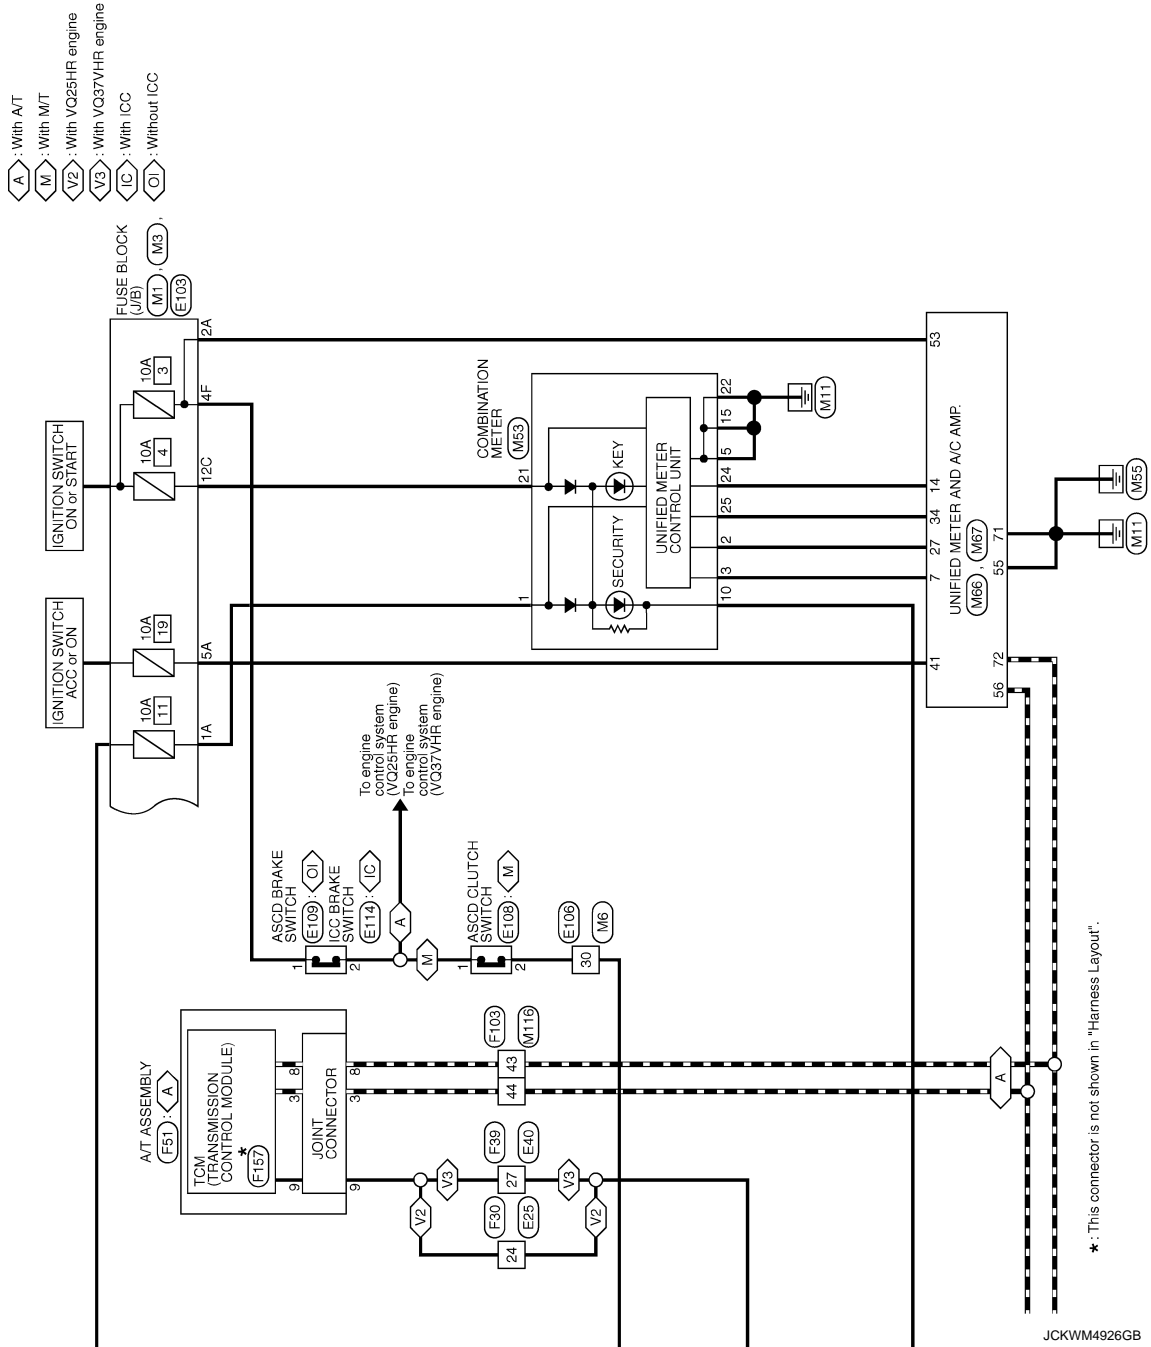 A : With A/T
M : With M/T
V2 : With VQ25HR engine
V3 : With VQ37VHR engine
IC : With ICC
OI : Without ICC
IGNITION SWITCH
ON or START
IGNITION SWITCH
ACC or ON
FUSE BLOCK
(J/B)
M1 , M3 ,
E103
10A
3
10A
4
10A
19
10A
11
2A
4F
12C
5A
1A
COMBINATION
METER
M53
21
1
KEY
SECURITY
UNIFIED METER
CONTROL UNIT
22
15
5
24
25
2
3
10
M11
53
14
34
27
7
41
UNIFIED METER AND A/C AMP.
M66 , M67
71
55
72
56
M55
M11
To engine
control system
(VQ25HR engine)
To engine
control system
(VQ37VHR engine)
ASCD BRAKE
SWITCH
E109 : OI
ICC BRAKE
SWITCH
E114 : IC
1
2
A
M
ASCD CLUTCH
SWITCH
E108 : M
1
2
E106
30
M6
A/T ASSEMBLY
F51 : A
TCM
(TRANSMISSION
CONTROL MODULE)
* F157
JOINT
CONNECTOR
8
3
9
8
3
9
F103
M116
43
44
A
F39
E40
27
V3
V3
F30
E25
24
V2
V2
* : This connector is not shown in "Harness Layout".
JCKWM4926GB